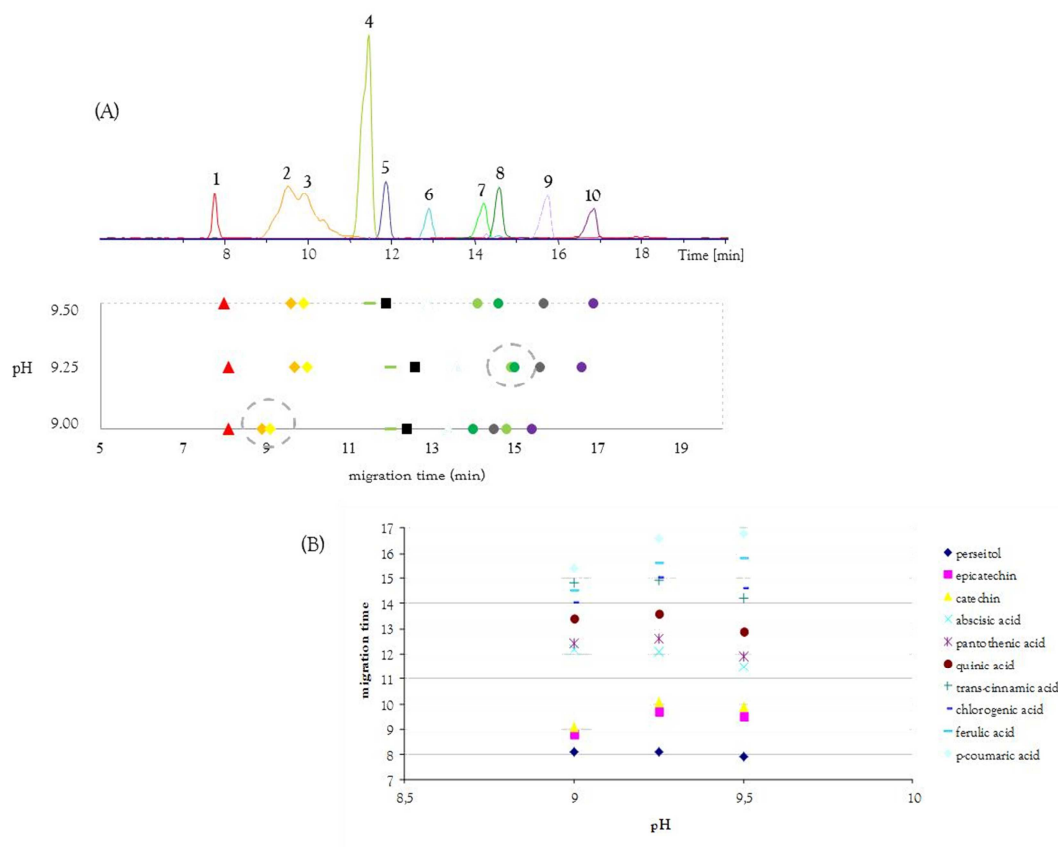 (A)
1 2 3 4 5 6 7 8 9 10
8 10 12 14 16 18 Time [min]
pH
9.50
9.25
9.00
5 7 9 11 13 15 17 19
migration time (min)
(B)
migration time
17
16
15
14
13
12
11
10
9
8
7
8,5 9 9,5 10
pH
perseitol
epicatechin
catechin
abscisic acid
pantothenic acid
quinic acid
trans-cinnamic acid
chlorogenic acid
ferulic acid
p-coumaric acid